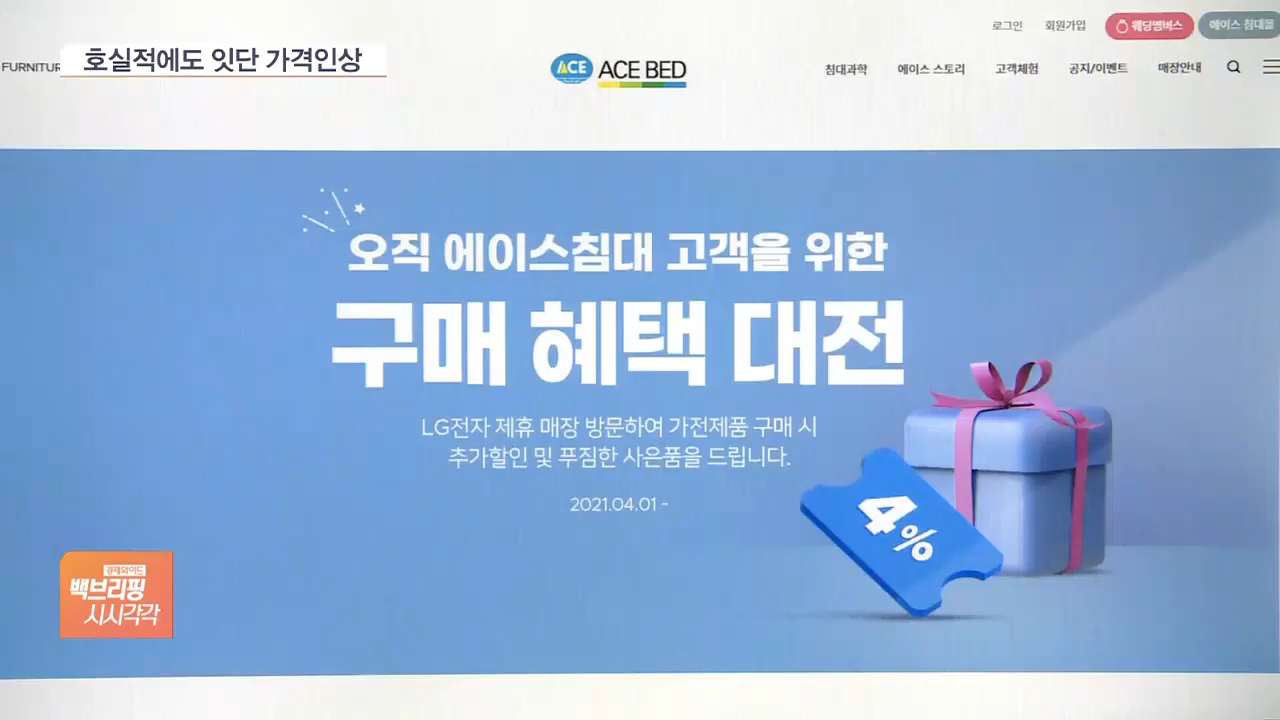 로그인 회원가입 웨딩멤버스 에이스 침대몰
호실적에도 잇단 가격인상
ACE ACE BED
침대과학 에이스 스토리 고객체험 공지/이벤트 매장안내
오직 에이스침대 고객을 위한
구매 혜택 대전
LG전자 제휴 매장 방문하여 가전제품 구매 시
추가할인 및 푸짐한 사은품을 드립니다.
2021.04.01 ~
4%
경제와이드
백브리핑
시시각각